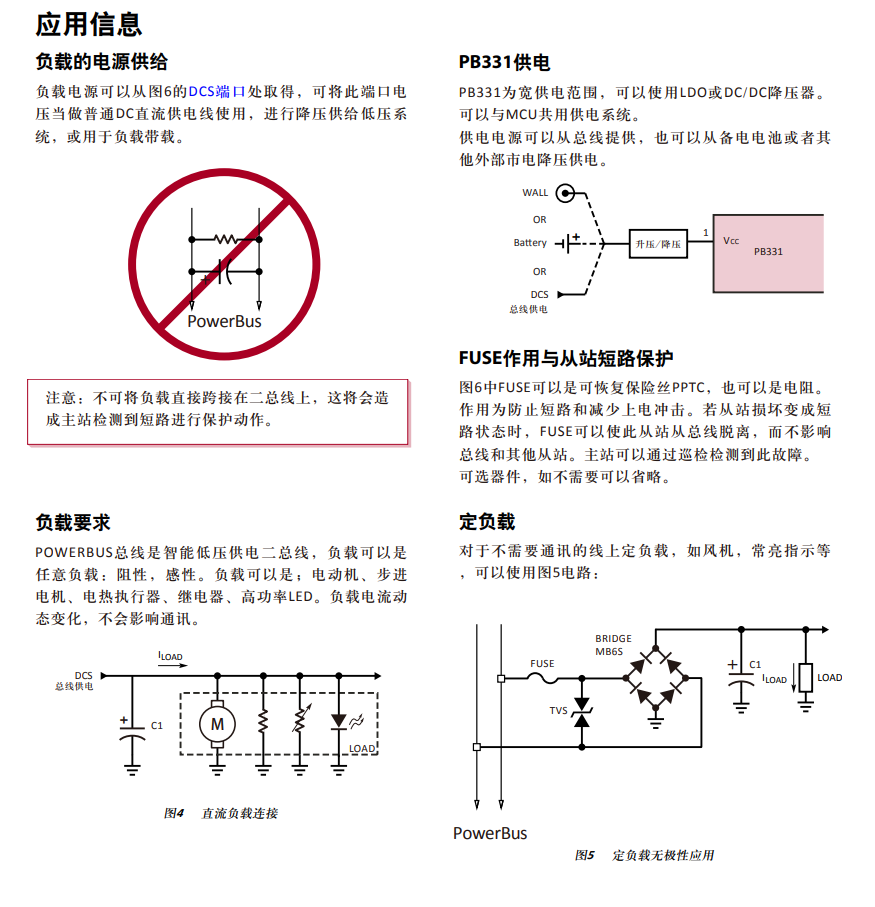 应用信息
负载的电源供给
负载电源可以从图6的DCS端口处取得，可将此端口电
压当做普通DC直流供电线使用，进行降压供给低压系
统，或用于负载带载。
+
PowerBus
注意：不可将负载直接跨接在二总线上，这将会造
成主站检测到短路进行保护动作。
负载要求
POWERBUS总线是智能低压供电二总线，负载可以是
任意负载：阻性，感性。负载可以是；电动机、步进
电机、电热执行器、继电器、高功率LED。负载电流动
态变化，不会影响通讯。
ILOAD
DCS
总线供电
+
C1
M
LOAD
图4 直流负载连接
PB331供电
PB331为宽供电范围，可以使用LDO或DC/DC降压器。
可以与MCU共用供电系统。
供电电源可以从总线提供，也可以从备电电池或者其
他外部市电降压供电。
WALL
OR
Battery
+
升压/降压
1
Vcc
PB331
OR
DCS
总线供电
FUSE作用与从站短路保护
图6中FUSE可以是可恢复保险丝PPTC，也可以是电阻。
作用为防止短路和减少上电冲击。若从站损坏变成短
路状态时，FUSE可以使此从站从总线脱离，而不影响
总线和其他从站。主站可以通过巡检检测到此故障。
可选器件，如不需要可以省略。
定负载
对于不需要通讯的线上定负载，如风机，常亮指示等
，可以使用图5电路：
BRIDGE
MB6S
FUSE
TVS
+
C1
ILOAD
LOAD
PowerBus
图5 定负载无极性应用